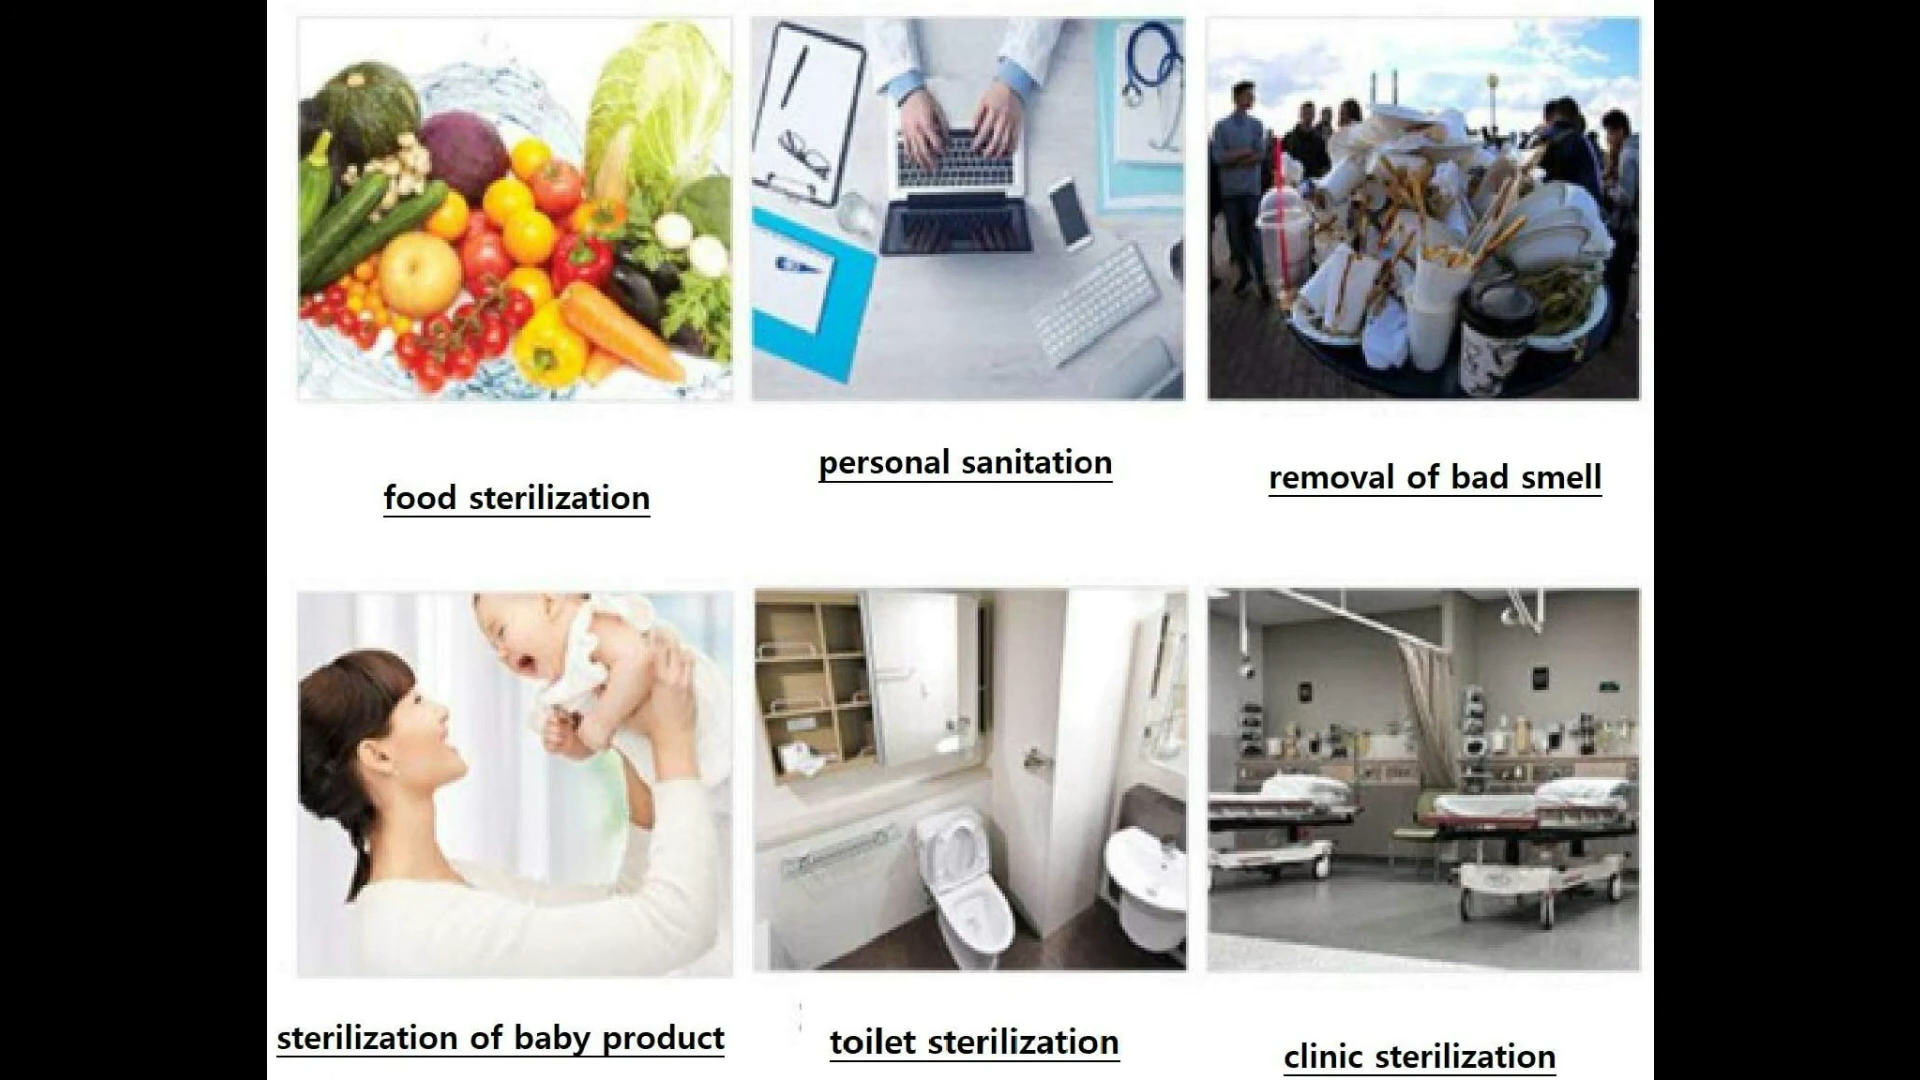 food sterilization
personal sanitation
removal of bad smell
sterilization of baby product
toilet sterilization
clinic sterilization